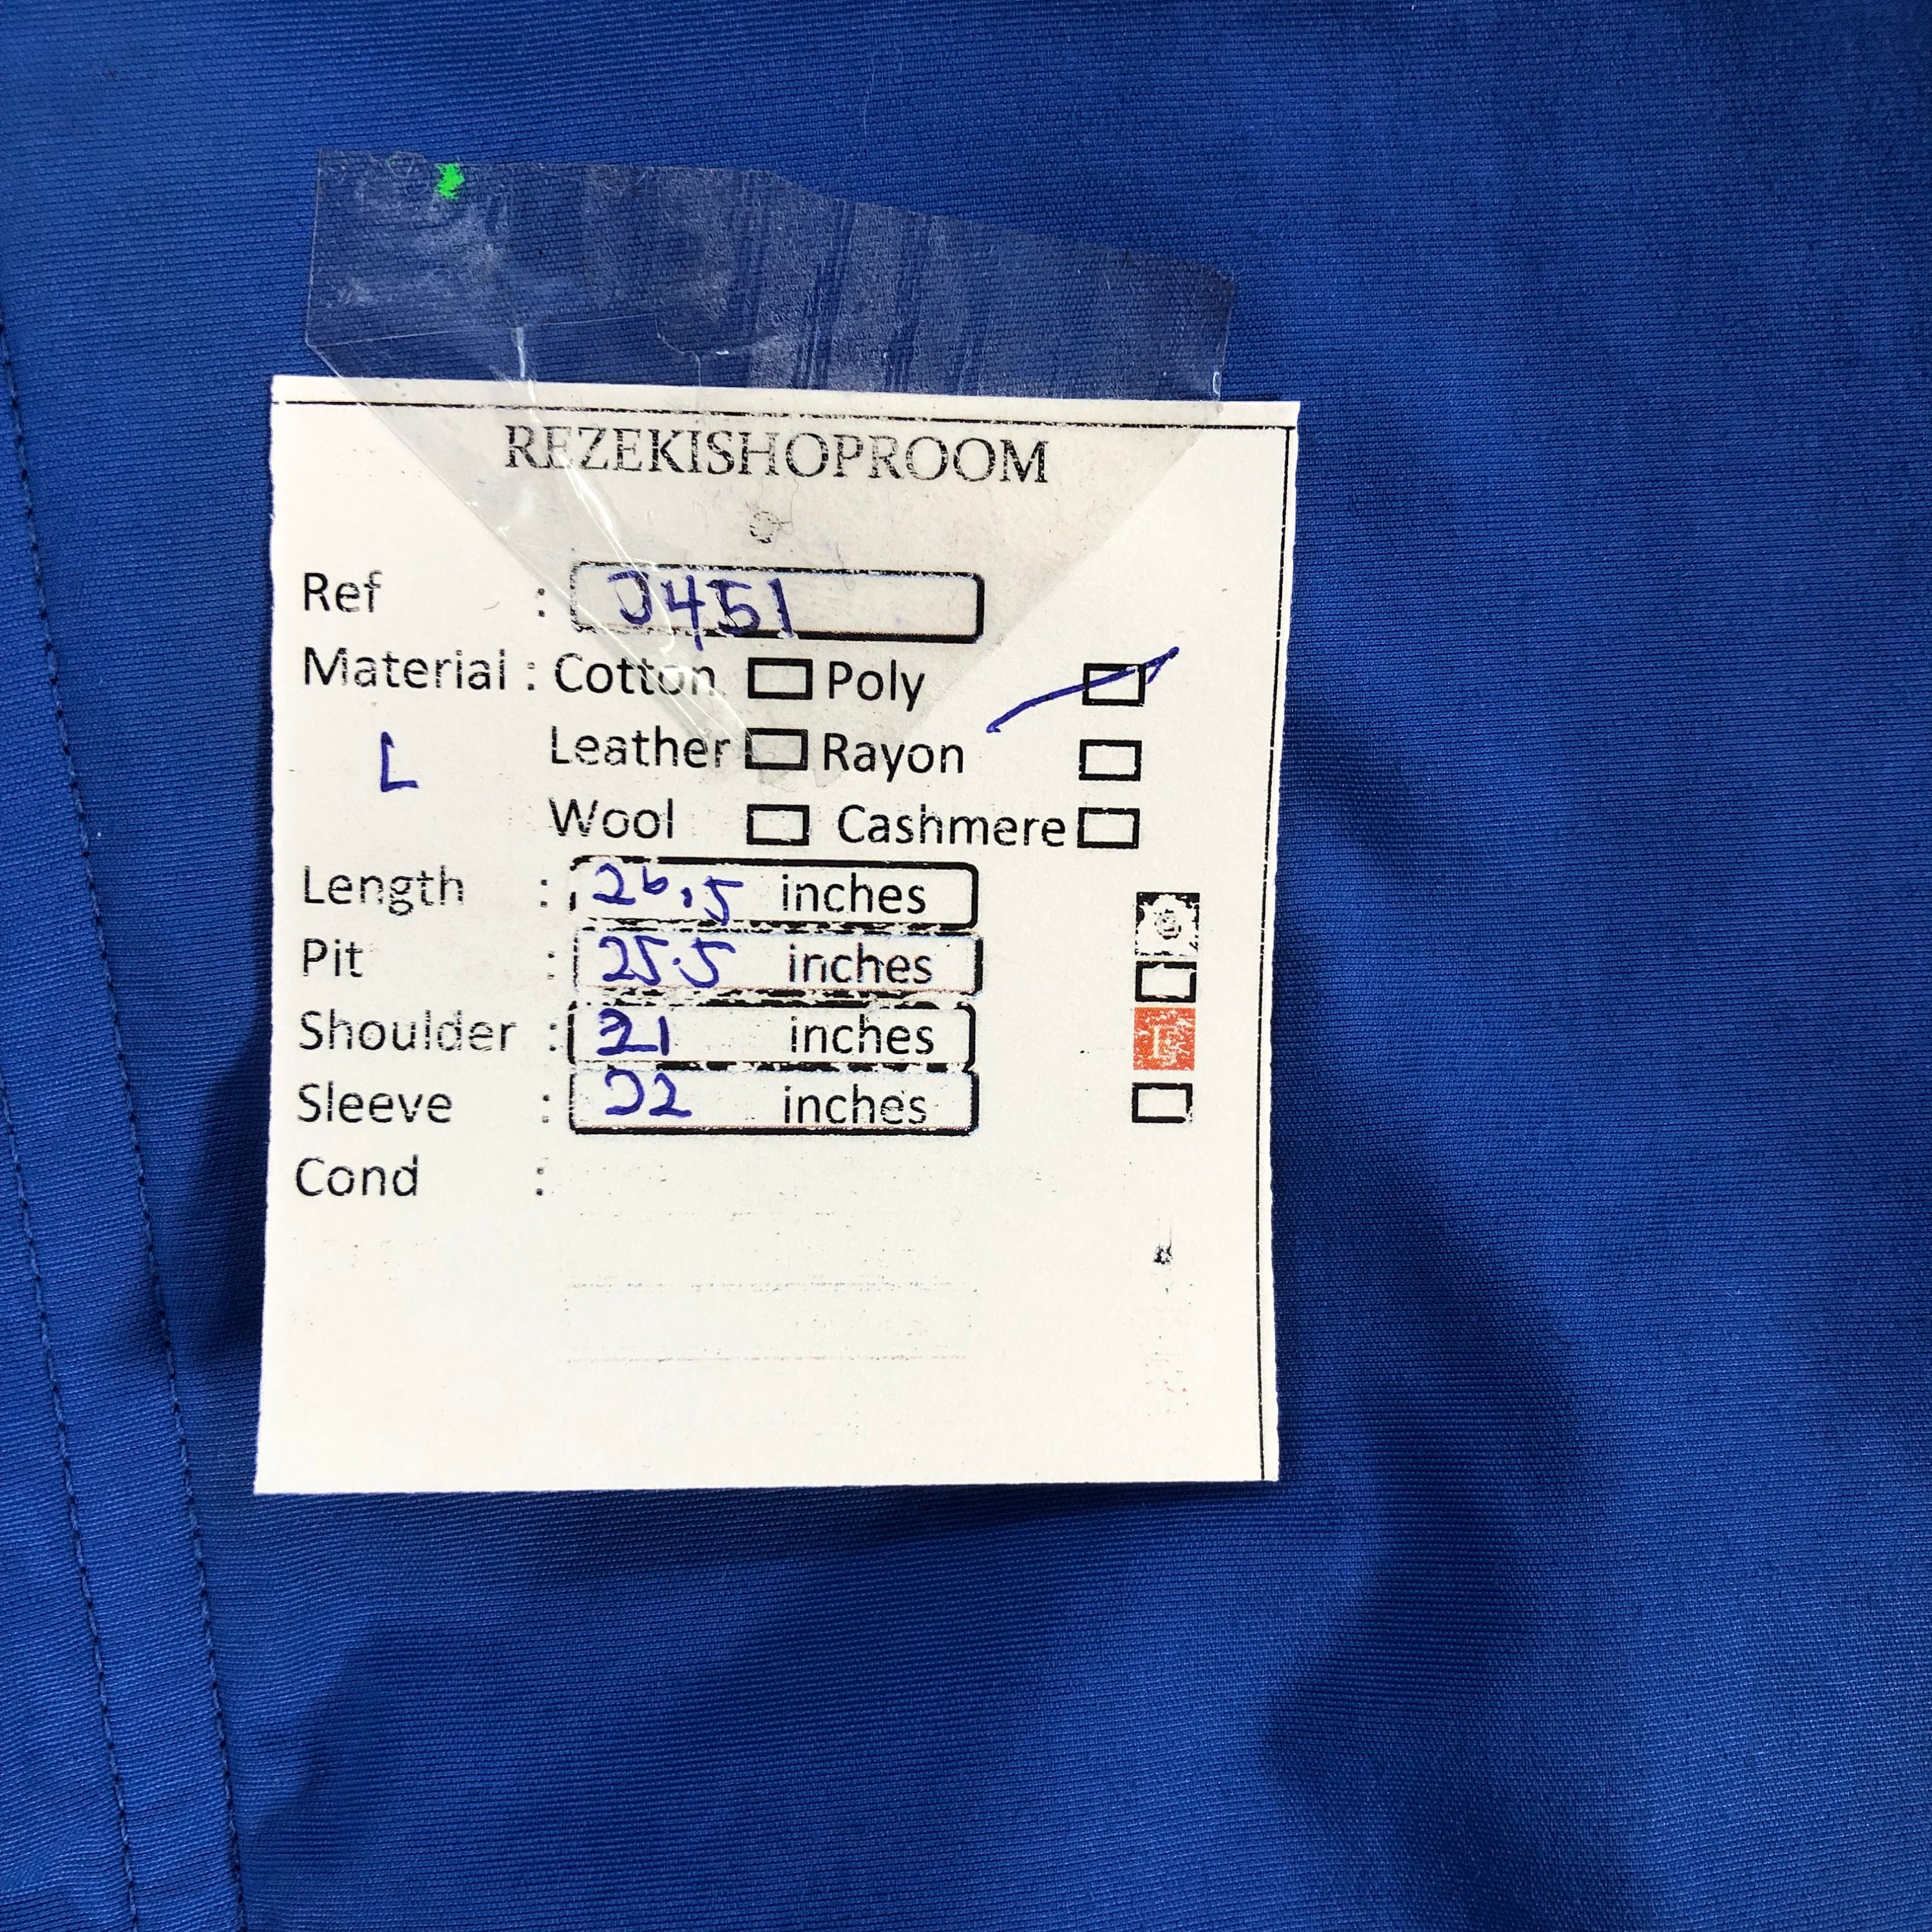 REZEKISHOPROOM
Ref : J451
Material : Cotton Poly
L Leather Rayon
Wool Cashmere
Length : 26.5 inches
Pit : 25.5 inches
Shoulder : 21 inches
Sleeve : 22 inches
Cond :